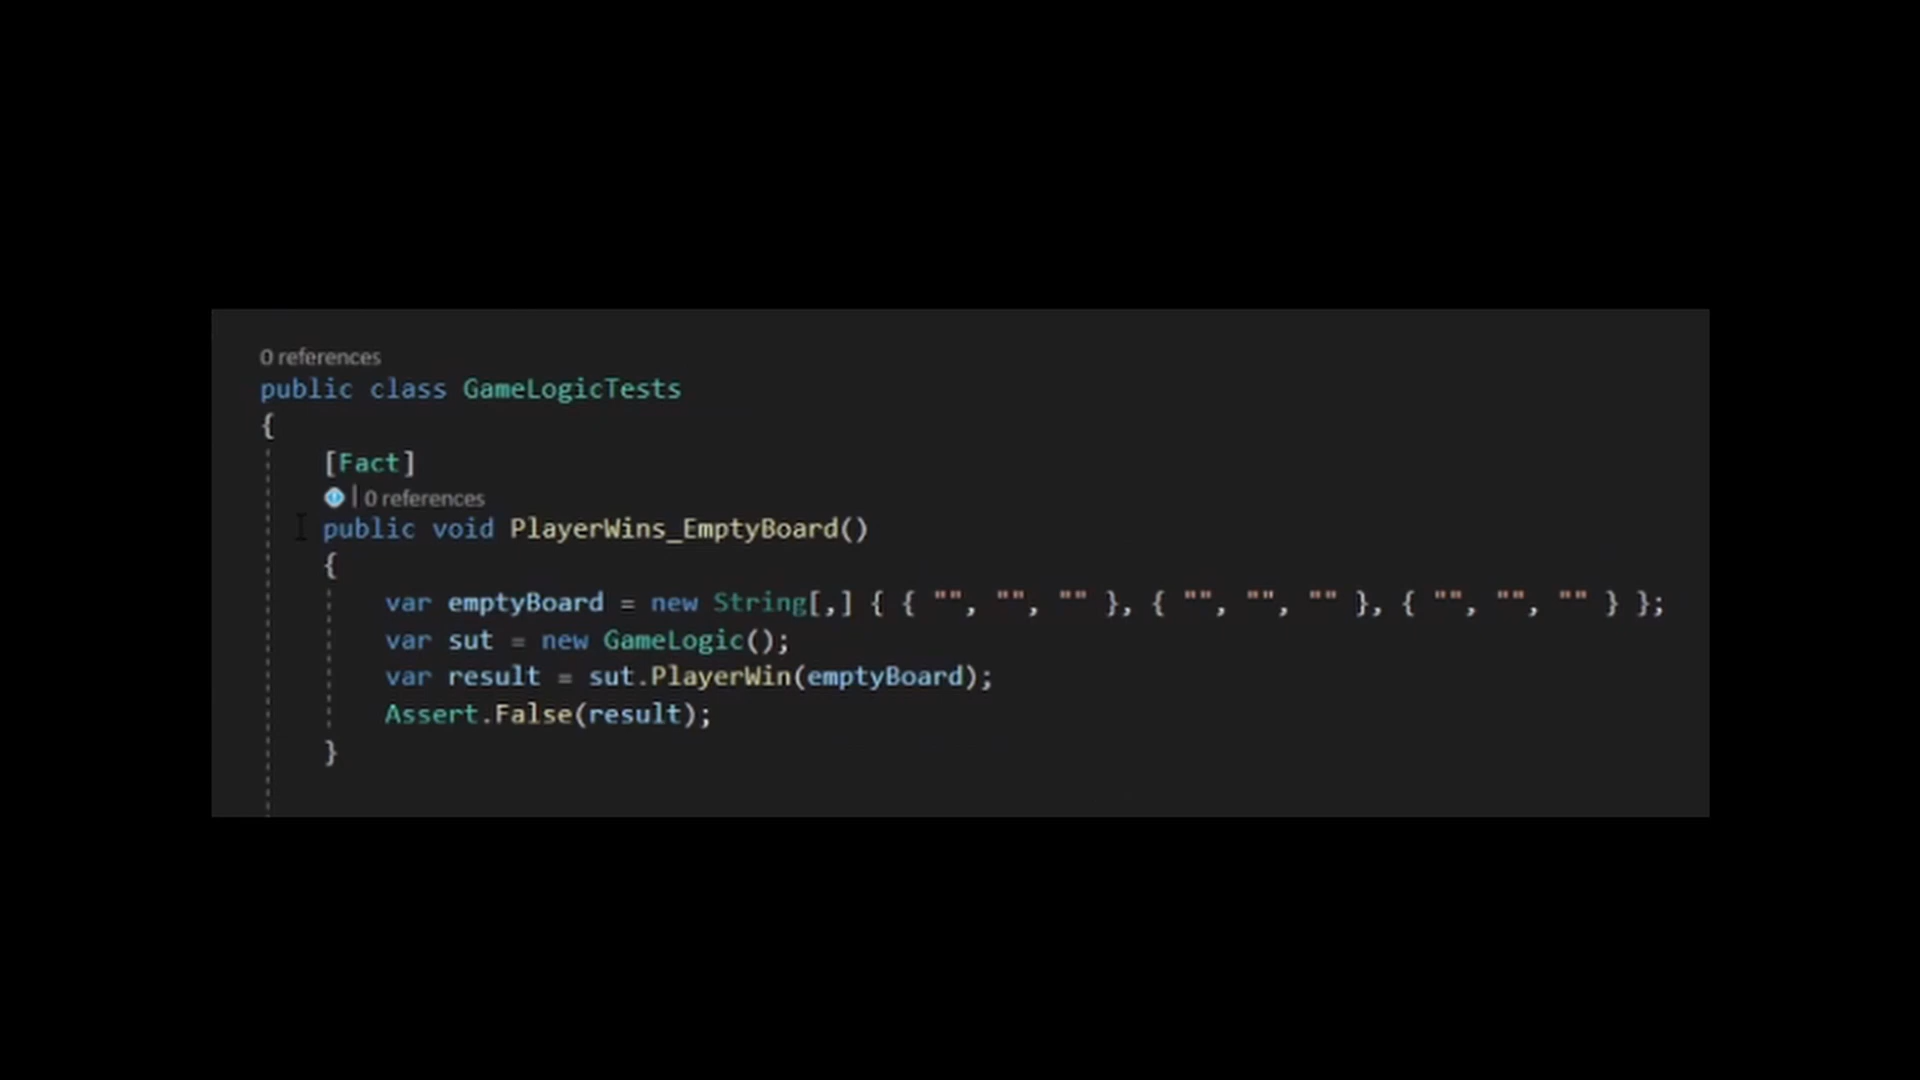 0 references
public class GameLogicTests
{
[Fact]
| 0 references
public void PlayerWins_EmptyBoard()
{
var emptyBoard = new String[,] { { "", "", "" }, { "", "", "" }, { "", "", "" } };
var sut = new GameLogic();
var result = sut.PlayerWin(emptyBoard);
Assert.False(result);
}